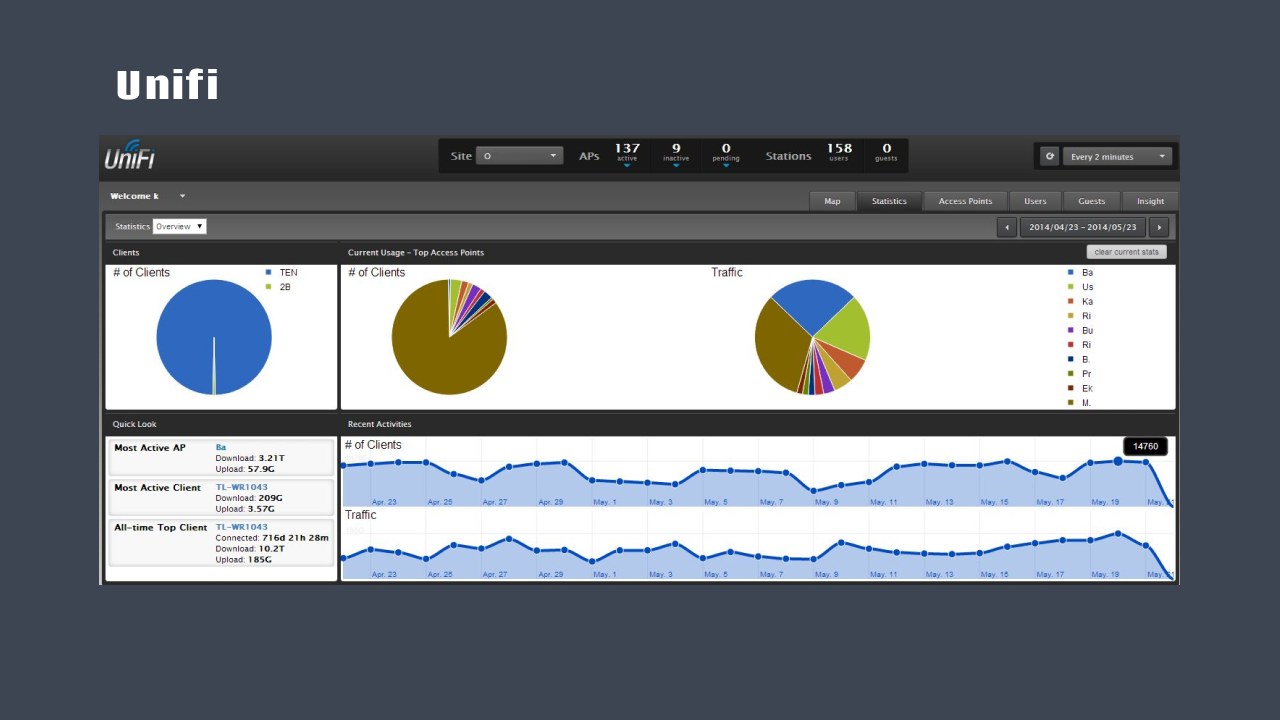 Unifi
UniFi
Site O APs 137 active 9 inactive 0 pending Stations 158 users 0 guests
Every 2 minutes
Welcome k
Map Statistics Access Points Users Guests Insight
Statistics Overview
2014/04/23 - 2014/05/23
Clients
Current Usage - Top Access Points
clear current stats
# of Clients
TEN
2B
# of Clients
Traffic
Ba
Us
Ka
Ri
Bu
Ri
B.
Pr
Ek
M.
Quick Look
Most Active AP Ba
Download: 3.21T
Upload: 57.9G
Most Active Client TL-WR1043
Download: 209G
Upload: 3.57G
All-time Top Client TL-WR1043
Connected: 716d 21h 28m
Download: 10.2T
Upload: 185G
Recent Activities
# of Clients
14760
Apr. 23 Apr. 25 Apr. 27 Apr. 29 May. 1 May. 3 May. 5 May. 7 May. 9 May. 11 May. 13 May. 15 May. 17 May. 19 May. 21
Traffic
Apr. 23 Apr. 25 Apr. 27 Apr. 29 May. 1 May. 3 May. 5 May. 7 May. 9 May. 11 May. 13 May. 15 May. 17 May. 19 May. 21